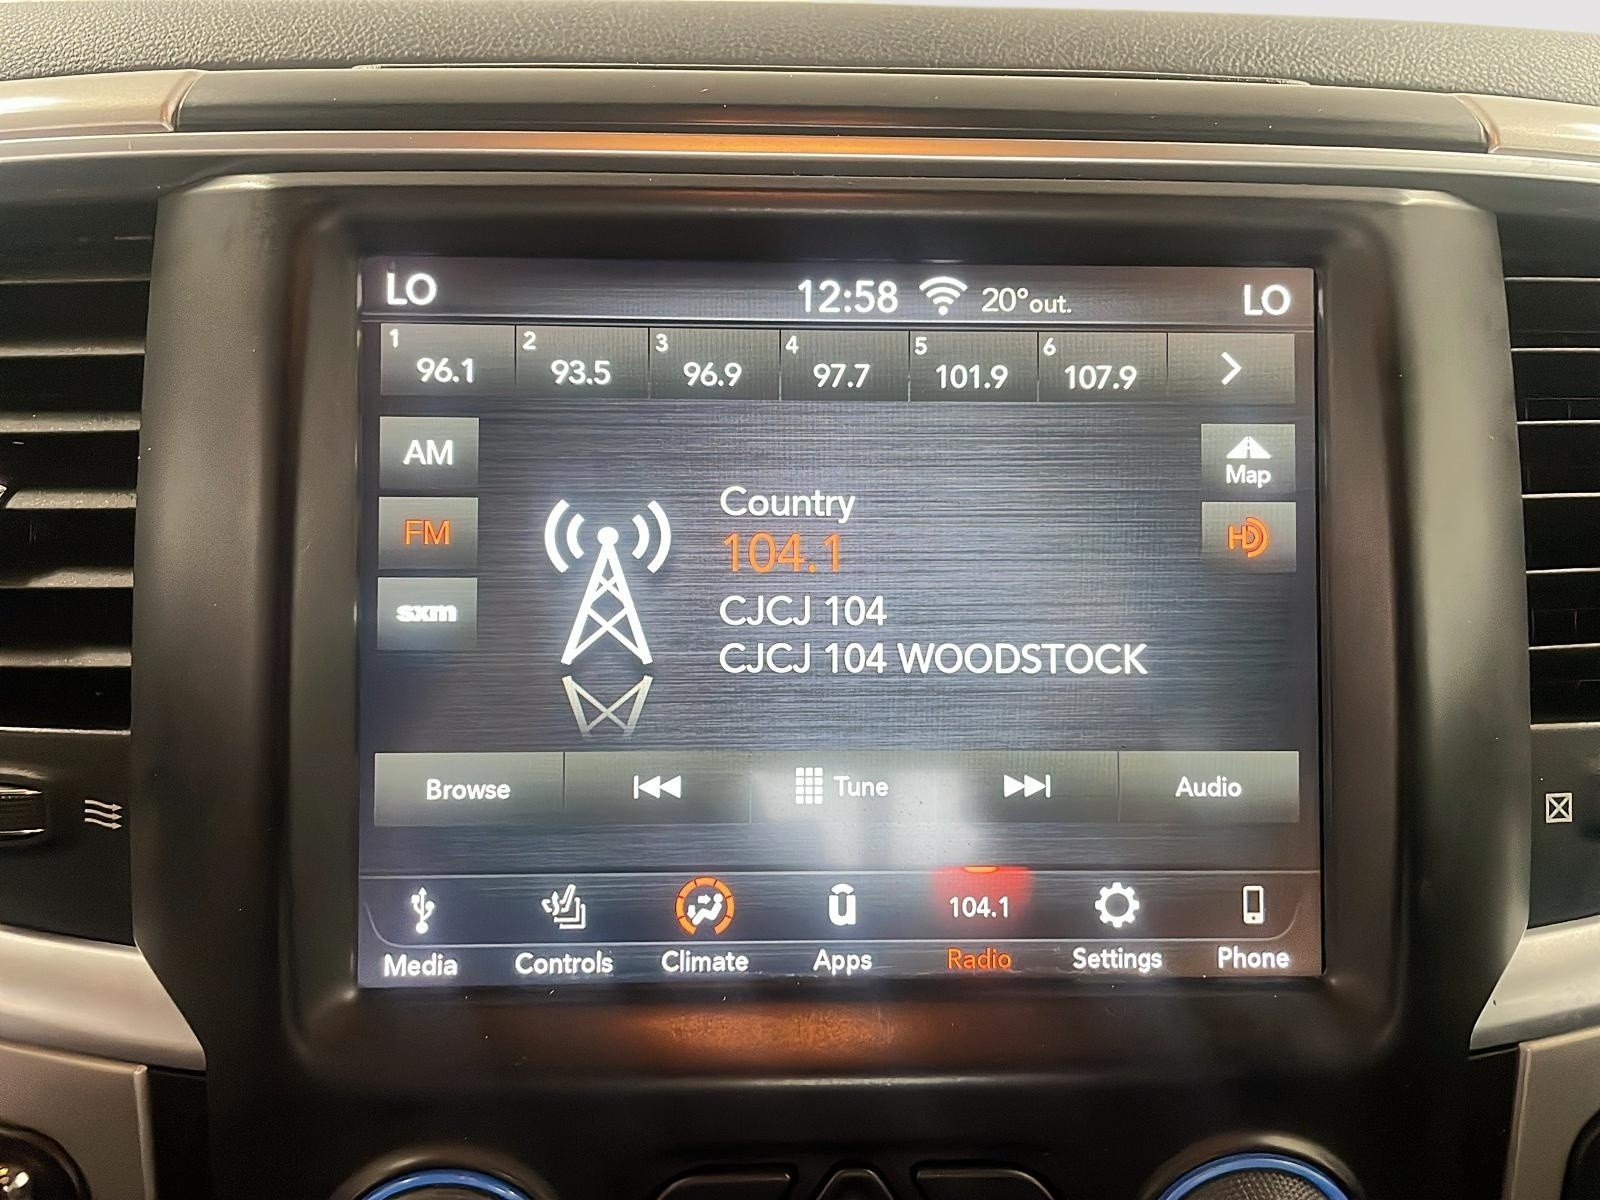 LO 12:58 20° out. LO
1 96.1 2 93.5 3 96.9 4 97.7 5 101.9 6 107.9
AM
Map
FM
HD
sxm
Country
104.1
CJCJ 104
CJCJ 104 WOODSTOCK
Browse Tune Audio
104.1
Media Controls Climate Apps Radio Settings Phone